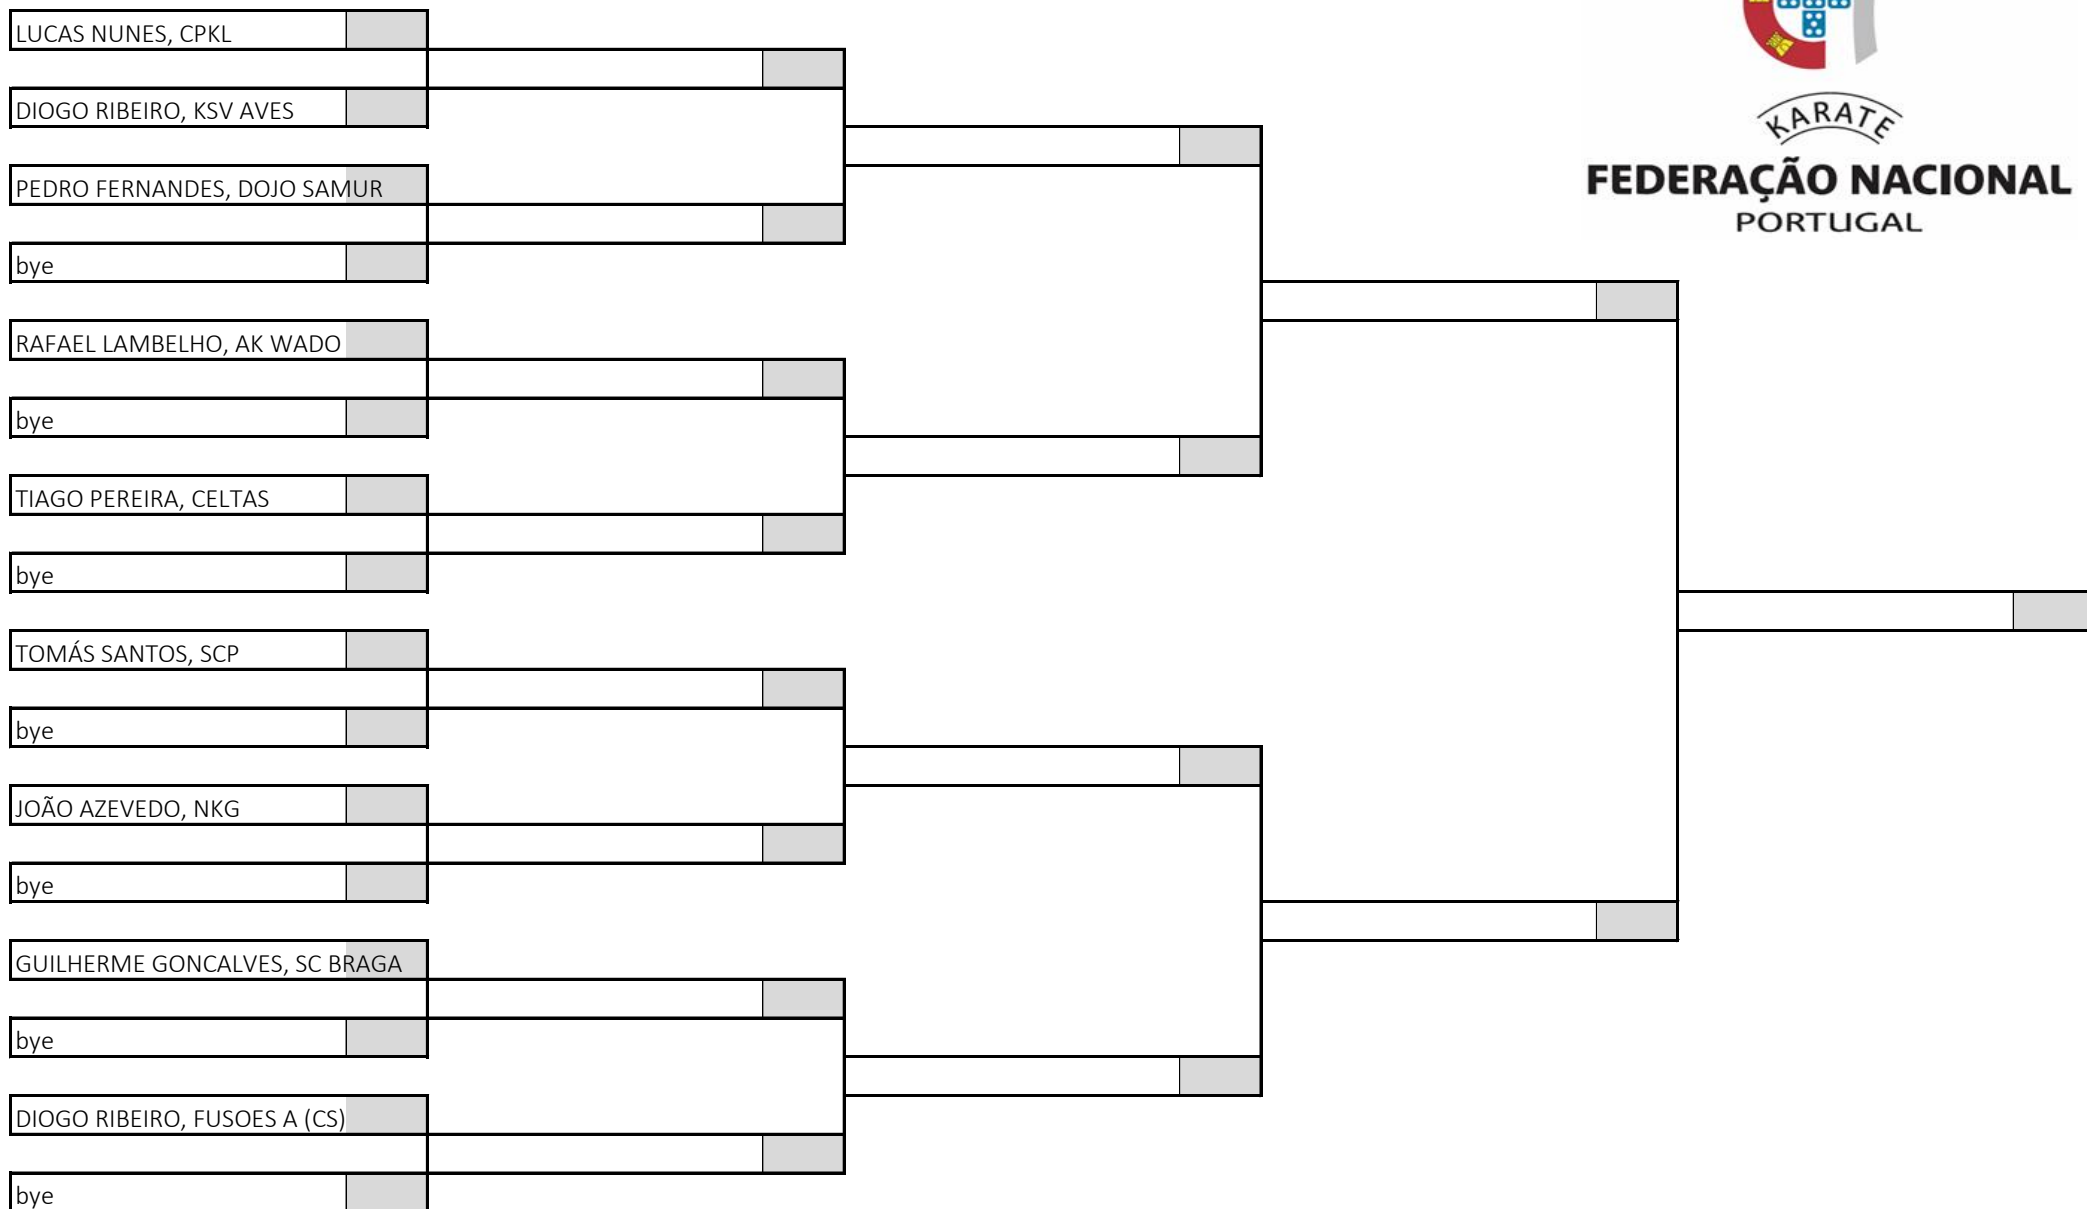 LUCAS NUNES, CPKL
DIOGO RIBEIRO, KSV AVES
PEDRO FERNANDES, DOJO SAMUR
bye
RAFAEL LAMBELHO, AK WADO
bye
TIAGO PEREIRA, CELTAS
bye
TOMÁS SANTOS, SCP
bye
JOÃO AZEVEDO, NKG
bye
GUILHERME GONCALVES, SC BRAGA
bye
DIOGO RIBEIRO, FUSOES A (CS)
bye
KARATE
FEDERAÇÃO NACIONAL
PORTUGAL